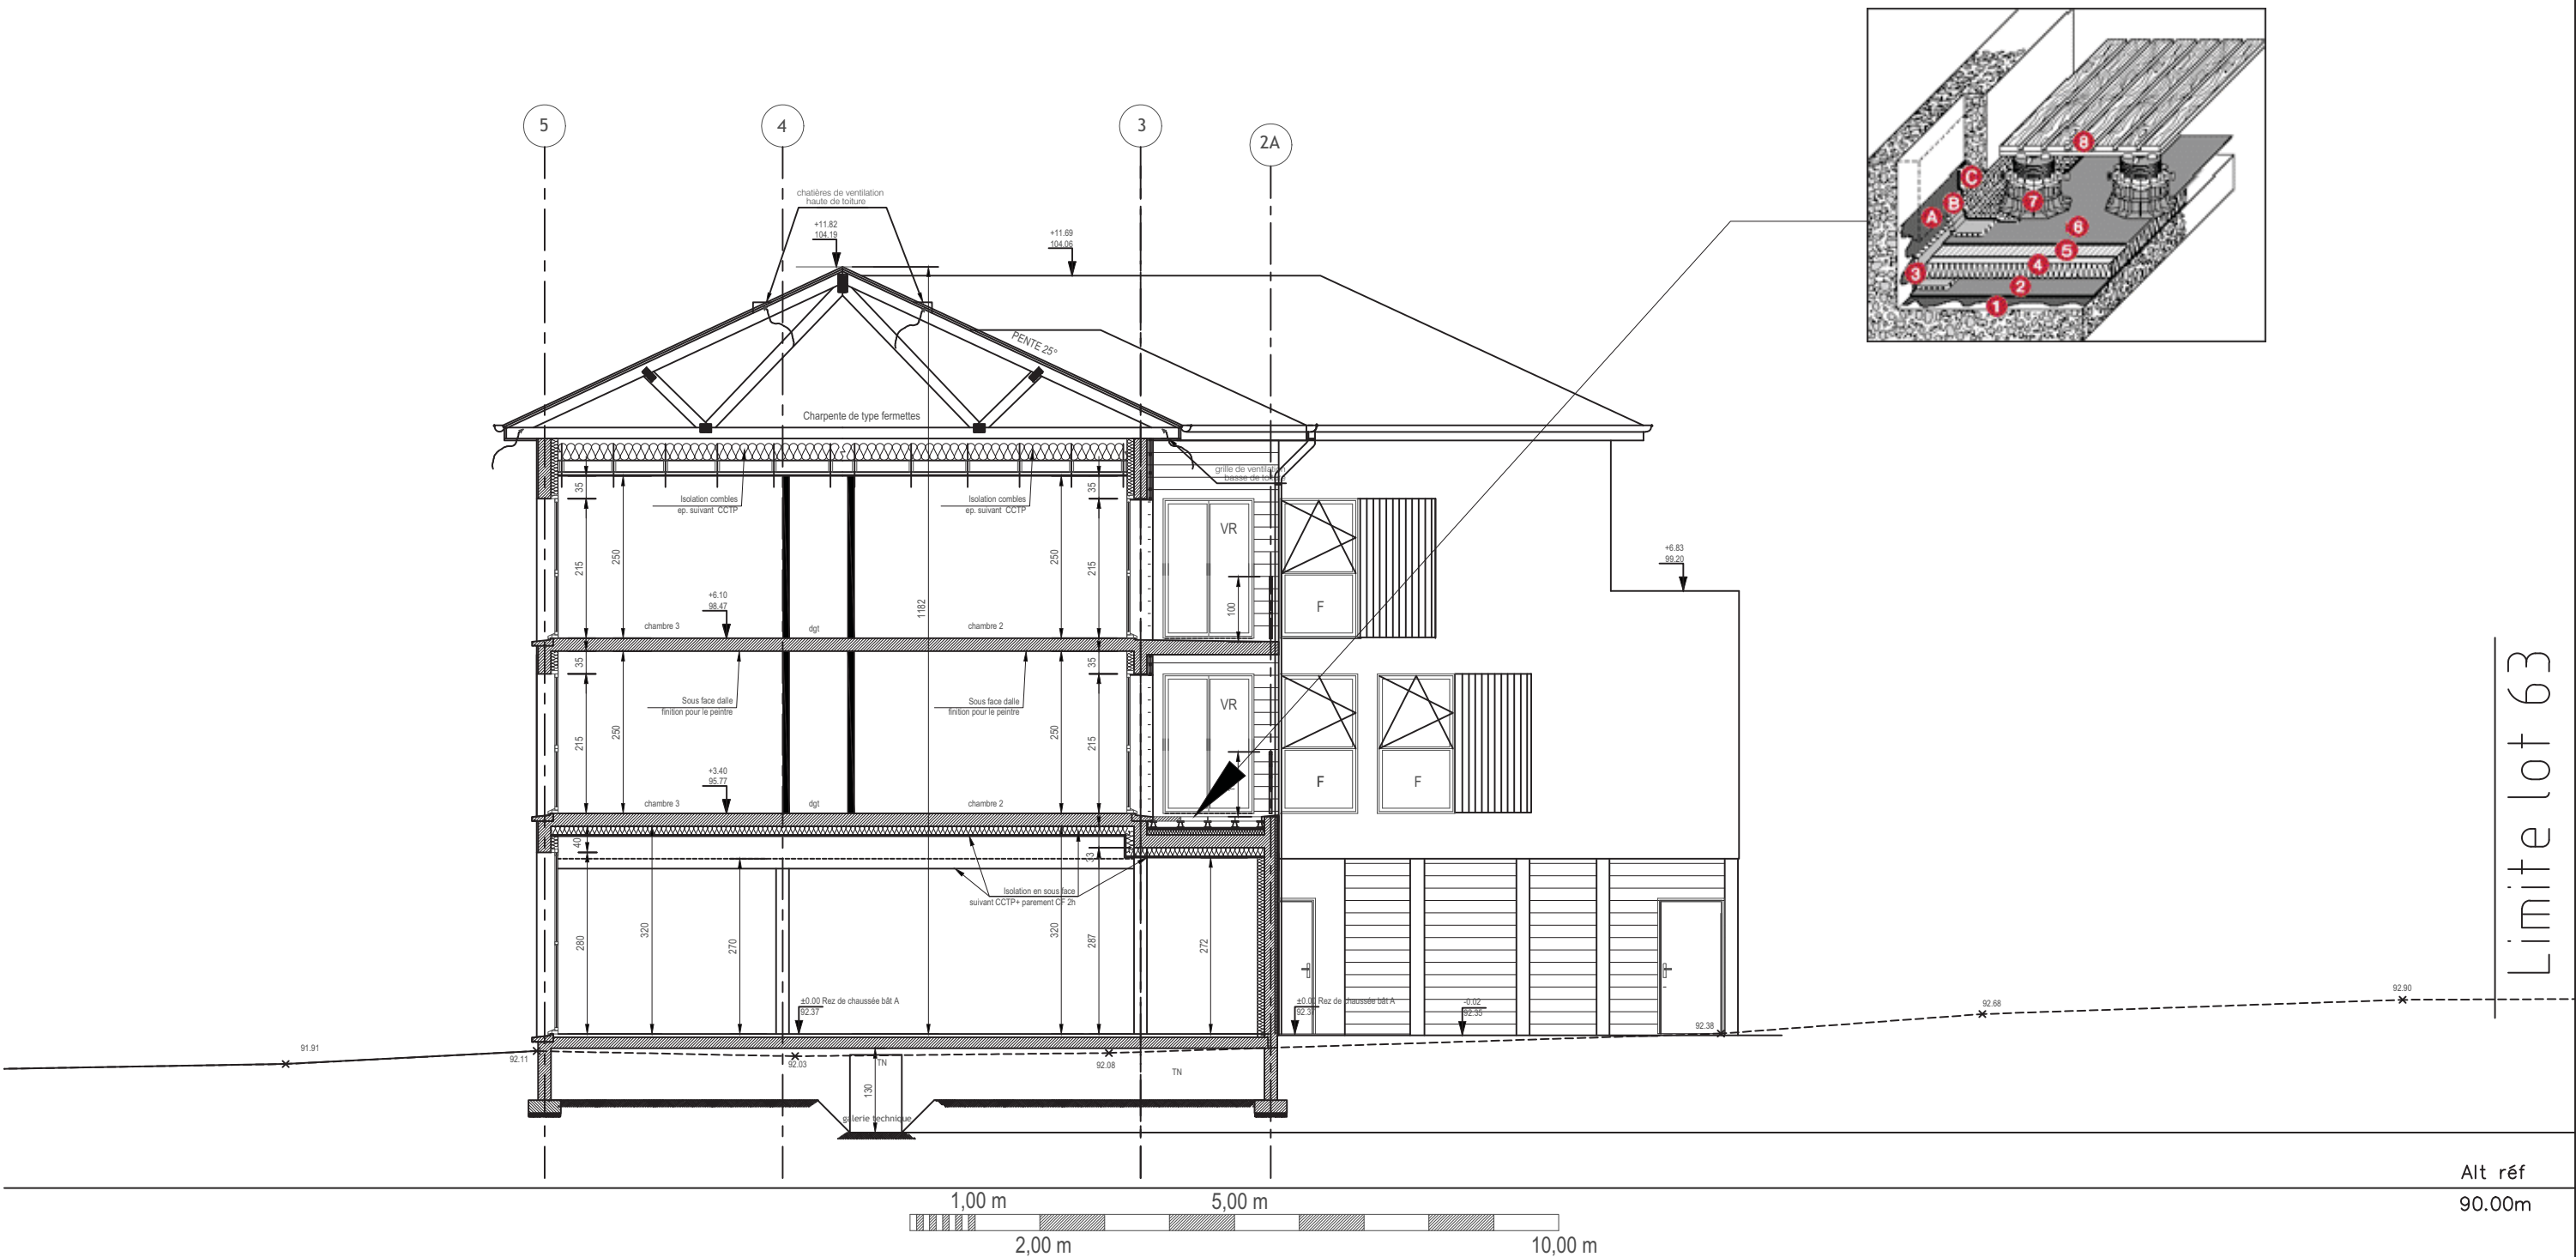 5
4
3
2A
chatières de ventilation
haute de toiture
+11.82
104.19
+11.69
104.06
PENTE 25°
Charpente de type fermettes
A
B
C
1
2
3
4
5
6
7
8
grille de ventilation
35
Isolation combles
ep. suivant CCTP
Isolation combles
ep. suivant CCTP
35
215
250
1182
250
215
VR
100
F
+6.83
99.20
+6.10
98.47
chambre 3
dgt
chambre 2
35
Sous face dalle
finition pour le peintre
Sous face dalle
finition pour le peintre
35
215
250
250
215
VR
F
F
+3.40
95.77
chambre 3
dgt
chambre 2
40
33
Isolation en sous face
suivant CCTP+ parement CF 2h
280
320
270
320
287
272
±0.00 Rez de chaussée bât A
92.37
±0.00 Rez de chaussée bât A
-0.02
92.35
92.38
92.68
92.90
Limite lot 63
91.91
92.11
92.03
TN
92.08
TN
130
galerie technique
Alt réf
90.00m
1,00 m
5,00 m
2,00 m
10,00 m